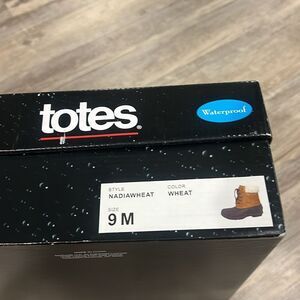 totes®
Waterproof
STYLE
NADIAWHEAT
COLOR
WHEAT
SIZE
9 M